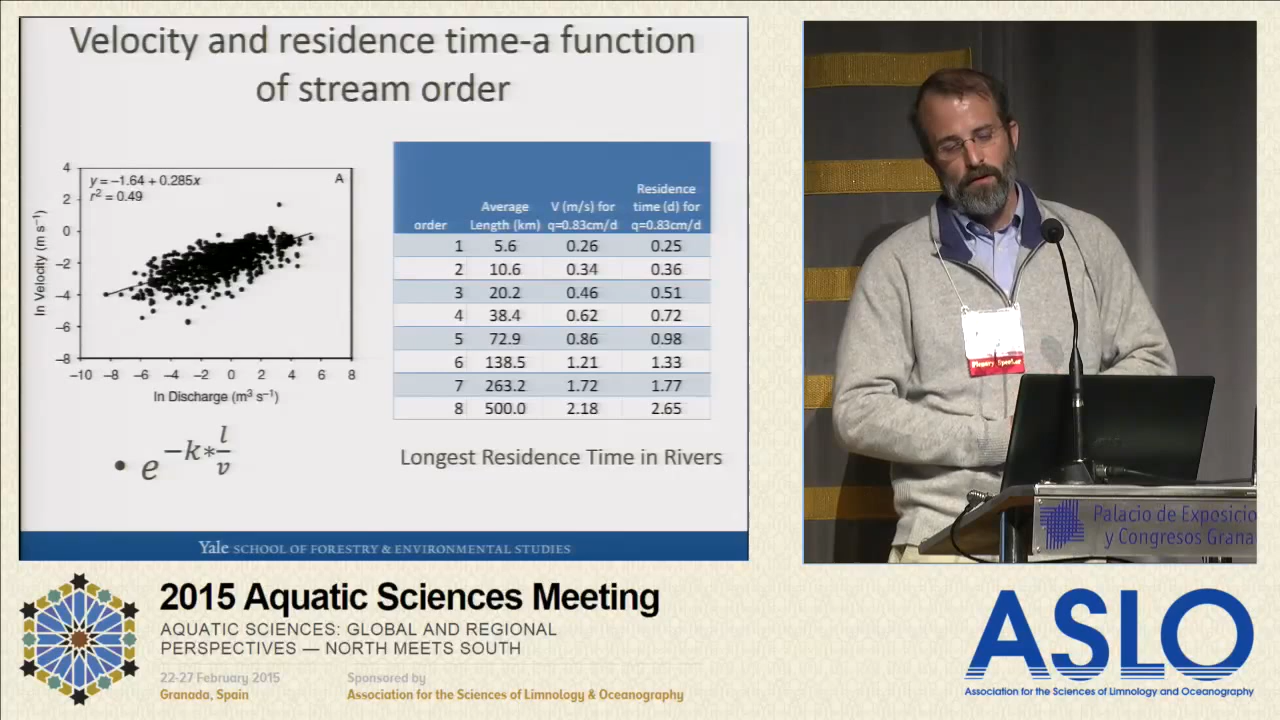 Velocity and residence time-a function
of stream order
y = −1.64 + 0.285x
r² = 0.49
A
4
2
0
−2
−4
−6
−8
ln Velocity (m s⁻¹)
−10 −8 −6 −4 −2 0 2 4 6 8
ln Discharge (m³ s⁻¹)
order Average Length (km) V (m/s) for q=0.83cm/d Residence time (d) for q=0.83cm/d
1 5.6 0.26 0.25
2 10.6 0.34 0.36
3 20.2 0.46 0.51
4 38.4 0.62 0.72
5 72.9 0.86 0.98
6 138.5 1.21 1.33
7 263.2 1.72 1.77
8 500.0 2.18 2.65
• e^(−k*l/v)
Longest Residence Time in Rivers
Yale SCHOOL OF FORESTRY & ENVIRONMENTAL STUDIES
Plenary Speaker
Palacio de Exposicio
y Congresos Grana
2015 Aquatic Sciences Meeting
AQUATIC SCIENCES: GLOBAL AND REGIONAL
PERSPECTIVES — NORTH MEETS SOUTH
22-27 February 2015
Granada, Spain
Sponsored by
Association for the Sciences of Limnology & Oceanography
ASLO
Association for the Sciences of Limnology and Oceanography